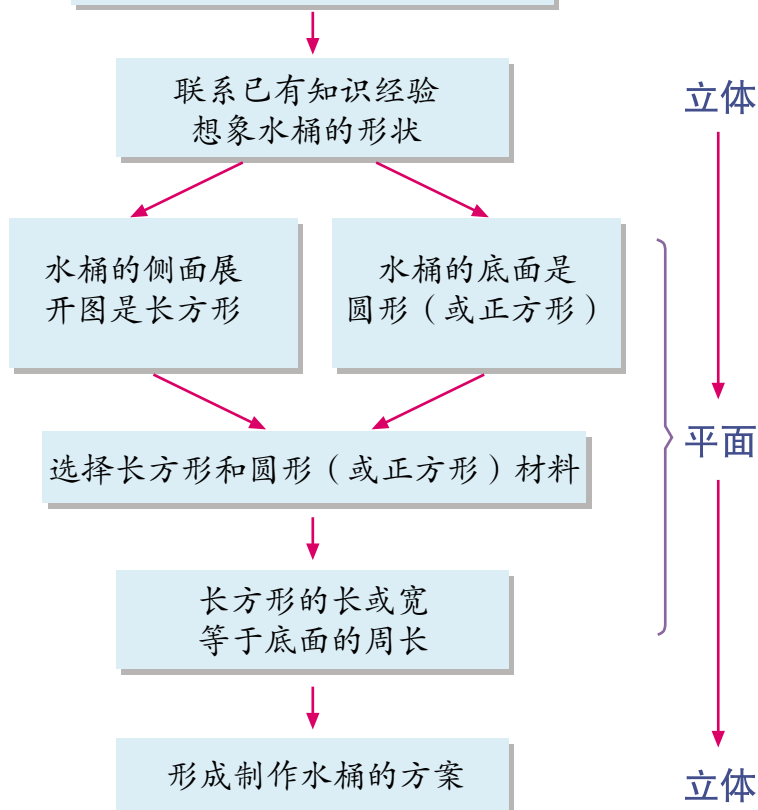 联系已有知识经验
想象水桶的形状
立体
水桶的侧面展
开图是长方形
水桶的底面是
圆形（或正方形）
平面
选择长方形和圆形（或正方形）材料
长方形的长或宽
等于底面的周长
形成制作水桶的方案
立体